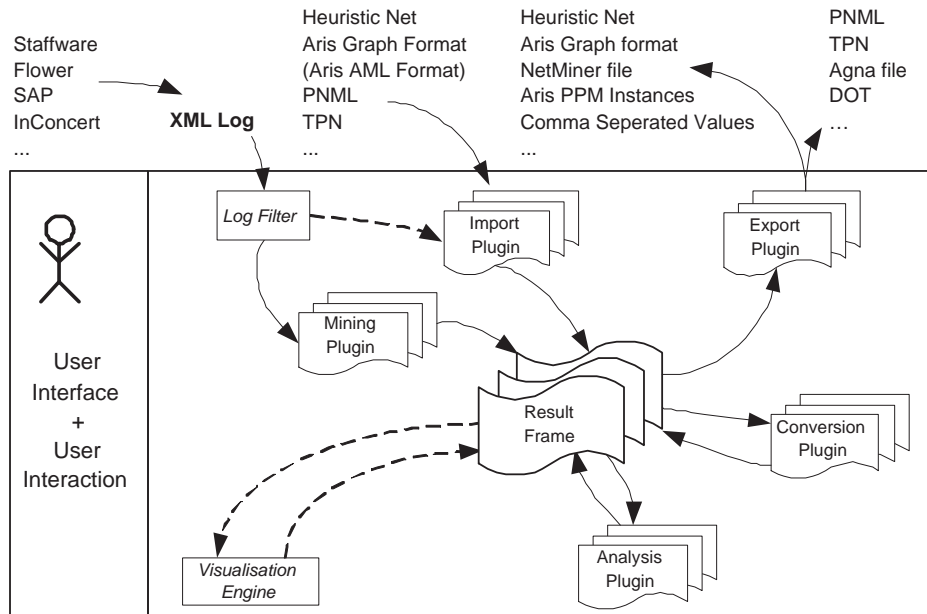 Staffware
Flower
SAP
InConcert
...
XML Log
Heuristic Net
Aris Graph Format
(Aris AML Format)
PNML
TPN
...
Heuristic Net
Aris Graph format
NetMiner file
Aris PPM Instances
Comma Seperated Values
...
PNML
TPN
Agna file
DOT
...
User
Interface
+
User
Interaction
Log Filter
Import
Plugin
Export
Plugin
Mining
Plugin
Result
Frame
Conversion
Plugin
Visualisation
Engine
Analysis
Plugin